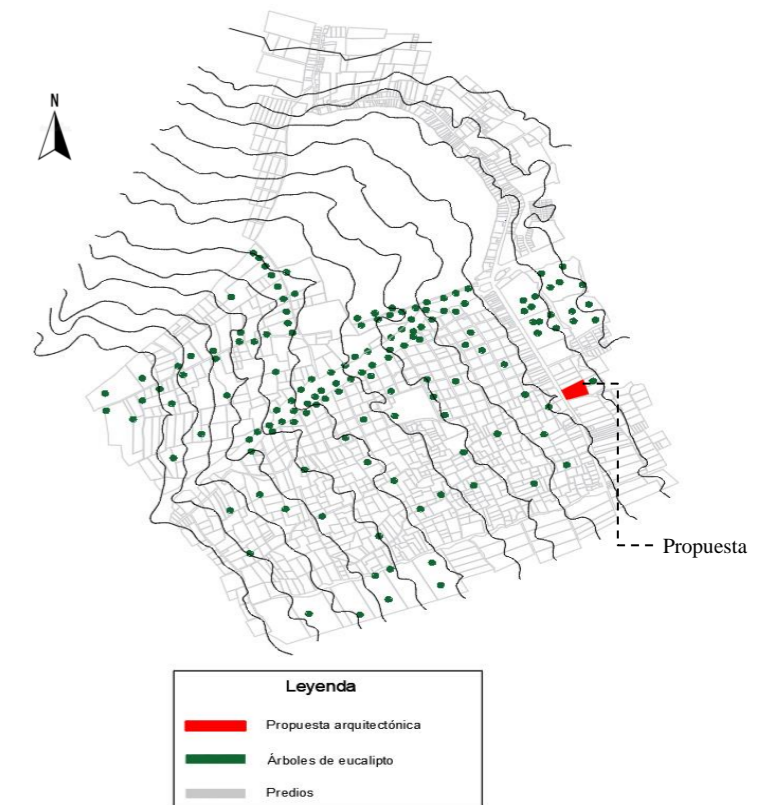 N
Propuesta
Leyenda
Propuesta arquitectónica
Árboles de eucalipto
Predios